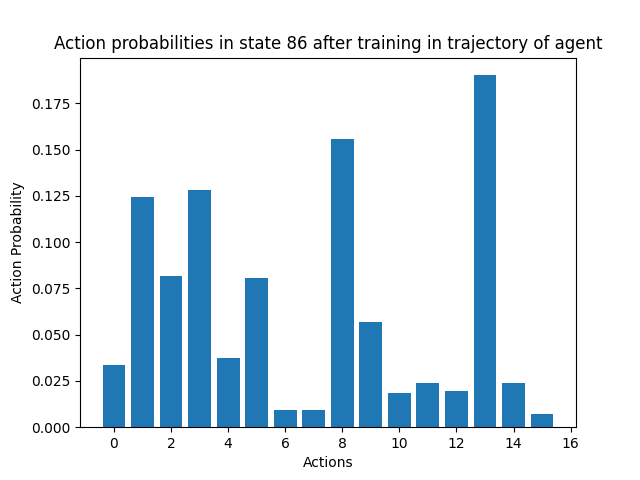 Action probabilities in state 86 after training in trajectory of agent
0.175
0.150
0.125
0.100
0.075
0.050
0.025
0.000
Action Probability
0 2 4 6 8 10 12 14 16
Actions